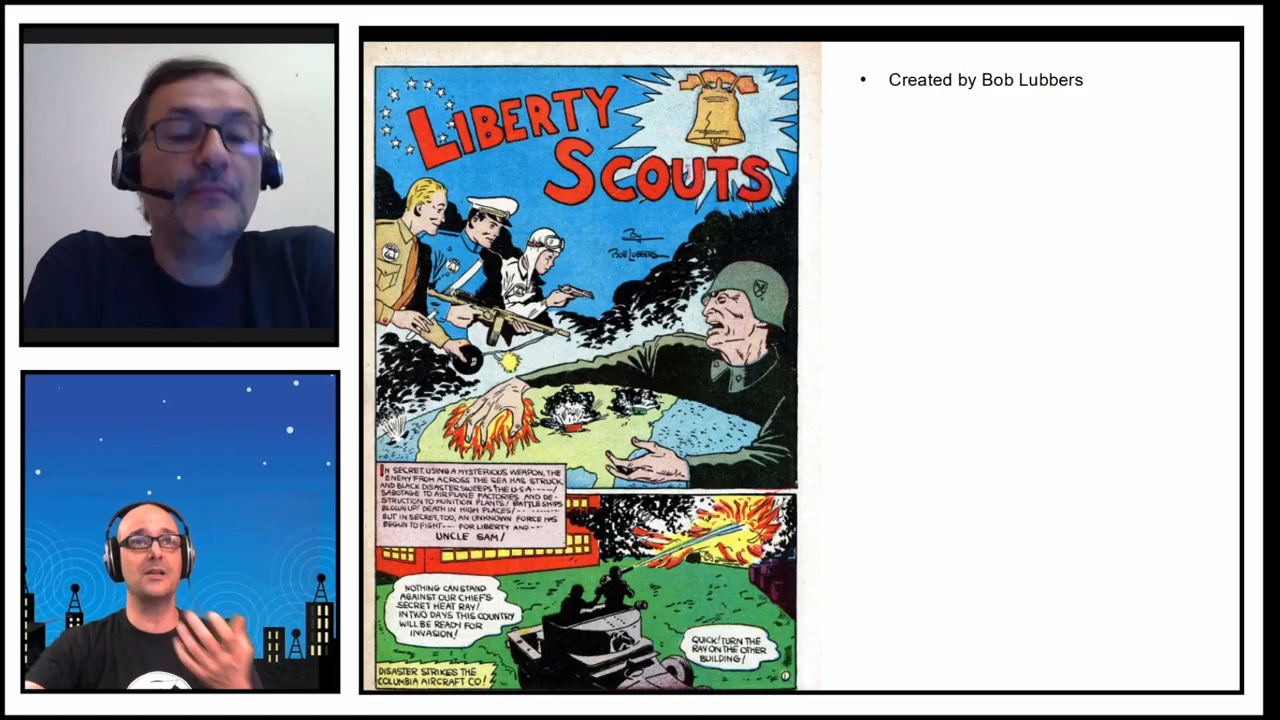 LIBERTY
SCOUTS
By
BOB LUBBERS
IN SECRET, USING A MYSTERIOUS WEAPON, THE
ENEMY FROM ACROSS THE SEA HAS STRUCK,
AND BLACK DISASTER SWEEPS THE U·S·A----!
SABOTAGE TO AIRPLANE FACTORIES, AND DE-
STRUCTION TO MUNITION PLANTS! BATTLESHIPS
BLOWN UP! DEATH IN HIGH PLACES!-- --------
BUT IN SECRET, TOO, AN UNKNOWN FORCE HAS
BEGUN TO FIGHT--- FOR LIBERTY AND ---
UNCLE SAM!
NOTHING CAN STAND
AGAINST OUR CHIEF'S
SECRET HEAT RAY!
IN TWO DAYS THIS COUNTRY
WILL BE READY FOR
INVASION!
QUICK! TURN THE
RAY ON THE OTHER
BUILDING!
DISASTER STRIKES THE
COLUMBIA AIRCRAFT CO!
1
• Created by Bob Lubbers